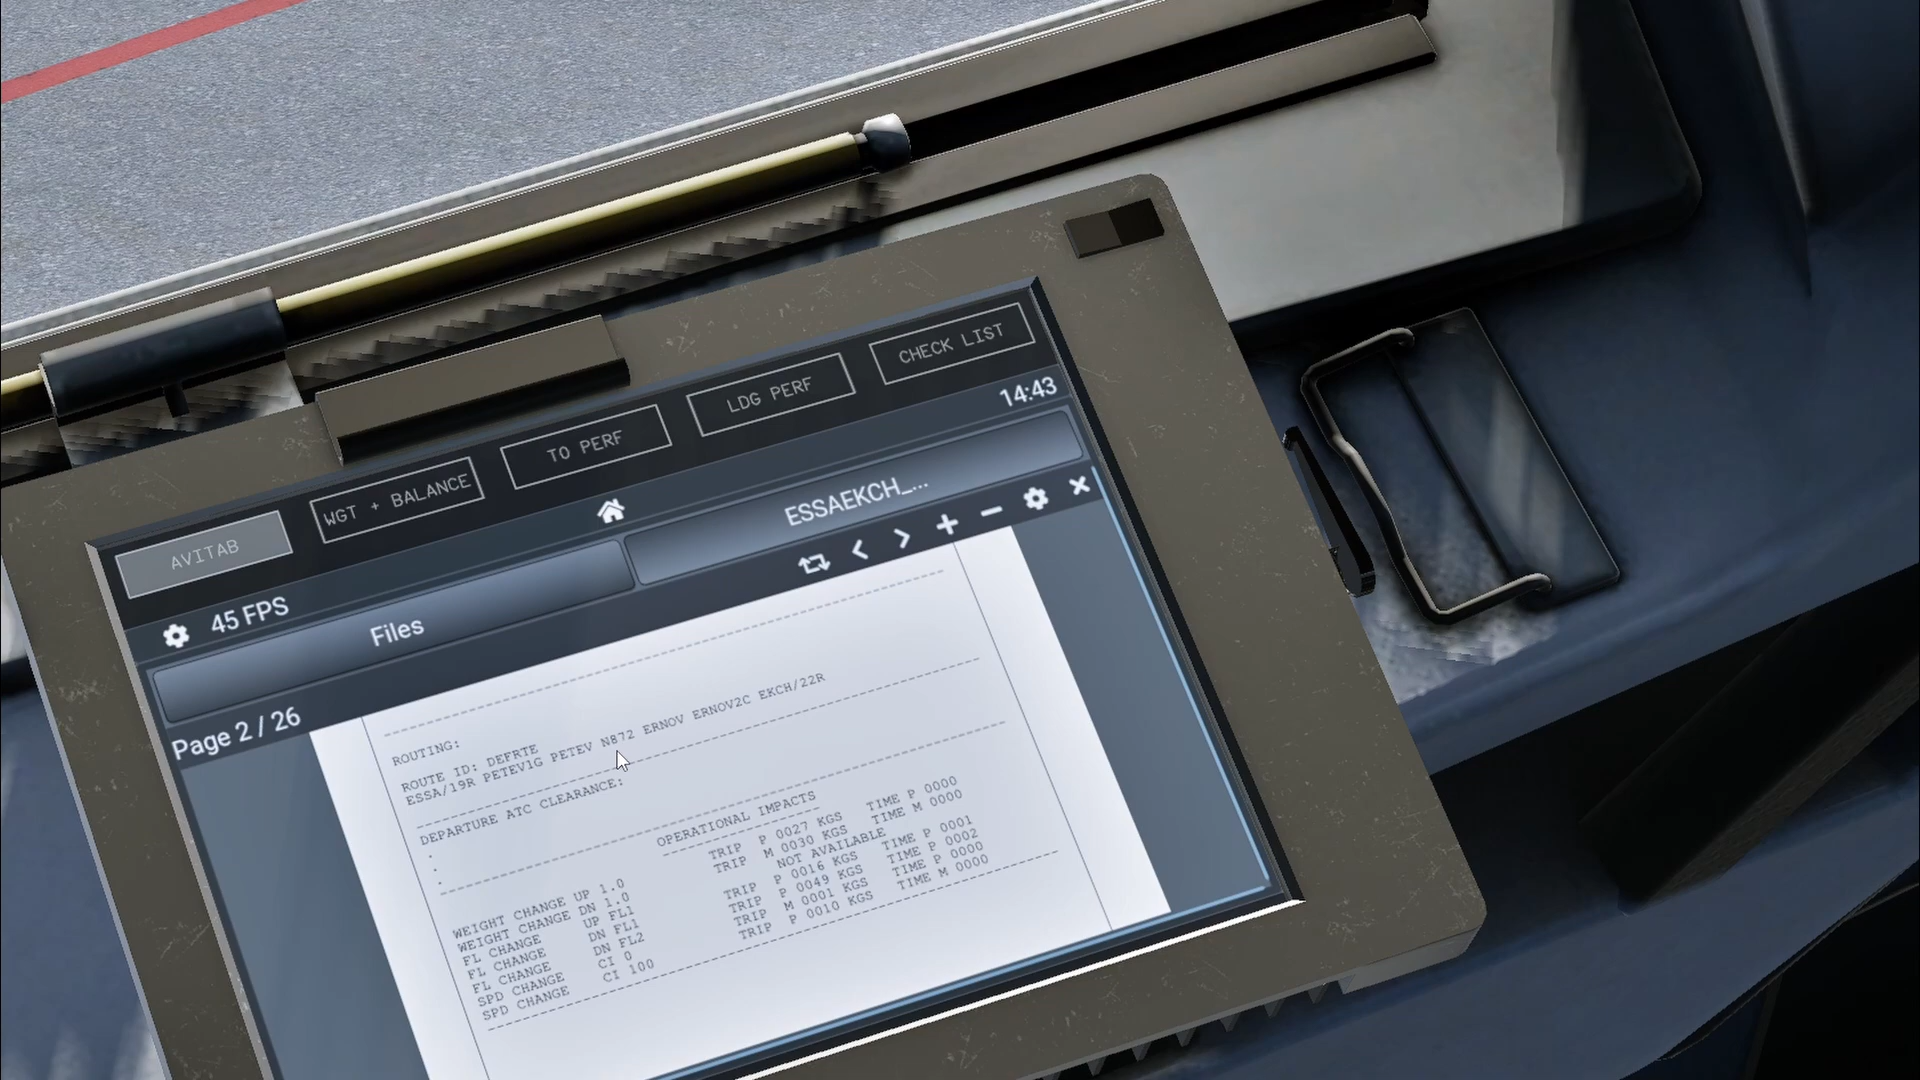 AVITAB
WGT + BALANCE
TO PERF
LDG PERF
CHECK LIST
45 FPS
14:43
Files
ESSAEKCH_...
Page 2 / 26
ROUTING:
ROUTE ID: DEFRTE
ESSA/19R PETEV1G PETEV N872 ERNOV ERNOV2C EKCH/22R
DEPARTURE ATC CLEARANCE:
.
.
.
OPERATIONAL IMPACTS
WEIGHT CHANGE UP 1.0 TRIP P 0027 KGS TIME P 0000
WEIGHT CHANGE DN 1.0 TRIP M 0030 KGS TIME M 0000
FL CHANGE UP FL1 NOT AVAILABLE
FL CHANGE DN FL1 TRIP P 0016 KGS TIME P 0001
FL CHANGE DN FL2 TRIP P 0049 KGS TIME P 0002
SPD CHANGE CI 0 TRIP M 0001 KGS TIME P 0000
SPD CHANGE CI 100 TRIP P 0010 KGS TIME M 0000